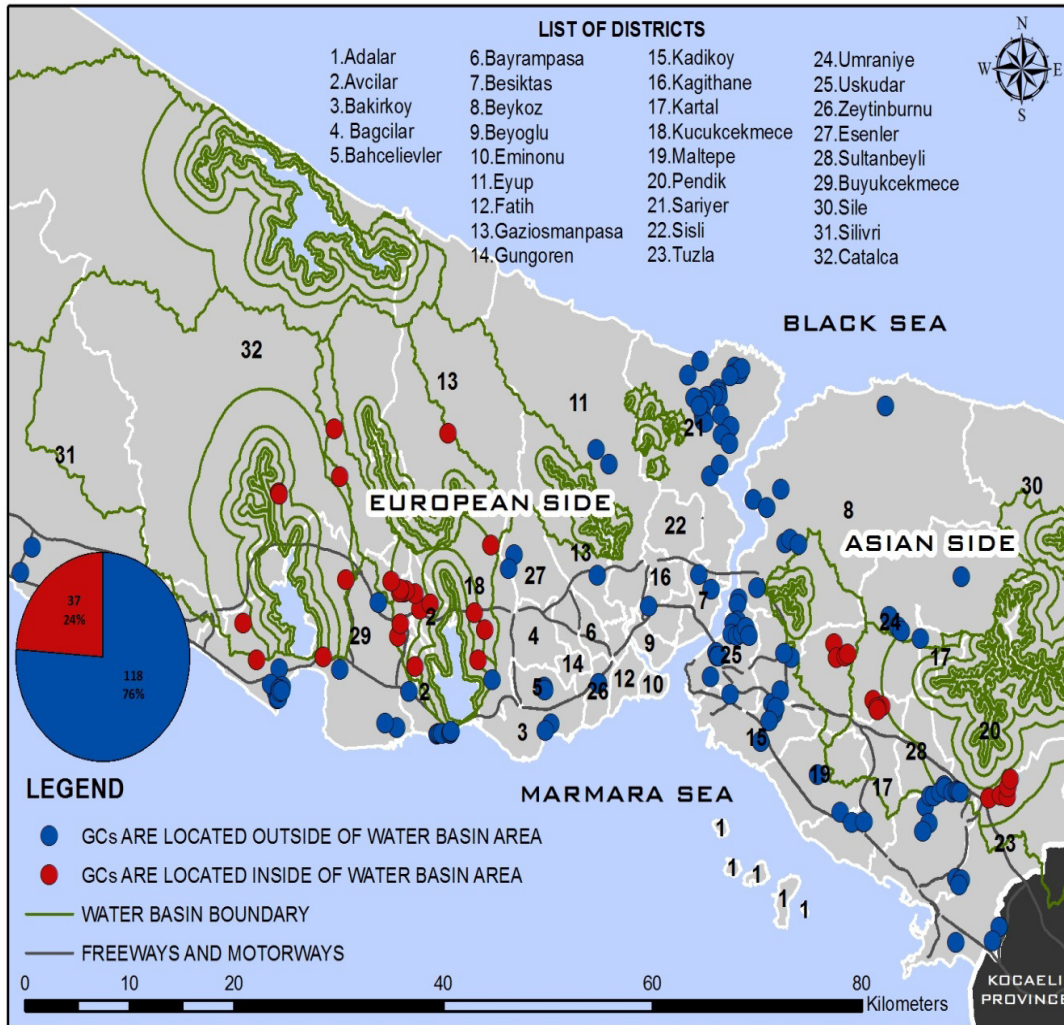 LIST OF DISTRICTS
1.Adalar
2.Avcilar
3.Bakirkoy
4. Bagcilar
5.Bahcelievler
6.Bayrampasa
7.Besiktas
8.Beykoz
9.Beyoglu
10.Eminonu
11.Eyup
12.Fatih
13.Gaziosmanpasa
14.Gungoren
15.Kadikoy
16.Kagithane
17.Kartal
18.Kucukcekmece
19.Maltepe
20.Pendik
21.Sariyer
22.Sisli
23.Tuzla
24.Umraniye
25.Uskudar
26.Zeytinburnu
27.Esenler
28.Sultanbeyli
29.Buyukcekmece
30.Sile
31.Silivri
32.Catalca
N
W E
S
BLACK SEA
32
13
11
21
31
30
8
EUROPEAN SIDE
22
ASIAN SIDE
13
27
18
16
7
2
24
17
29
4
6
9
25
14
12
10
5
26
2
20
3
15
28
19
17
23
37
24%
118
76%
MARMARA SEA
1
1
1
1
1
LEGEND
GCs ARE LOCATED OUTSIDE OF WATER BASIN AREA
GCs ARE LOCATED INSIDE OF WATER BASIN AREA
WATER BASIN BOUNDARY
FREEWAYS AND MOTORWAYS
KOCAELI
PROVINCE
0 10 20 40 60 80
Kilometers